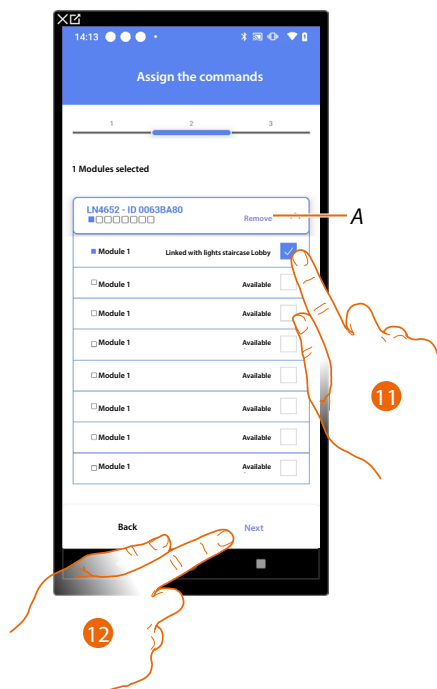 14:13
Assign the commands
1 2 3
1 Modules selected
LN4652 - ID 0063BA80
Remove
A
Module 1 Linked with lights staircase Lobby
Module 1 Available
Module 1 Available
Module 1 Available
Module 1 Available
Module 1 Available
Module 1 Available
Module 1 Available
11
Back Next
12